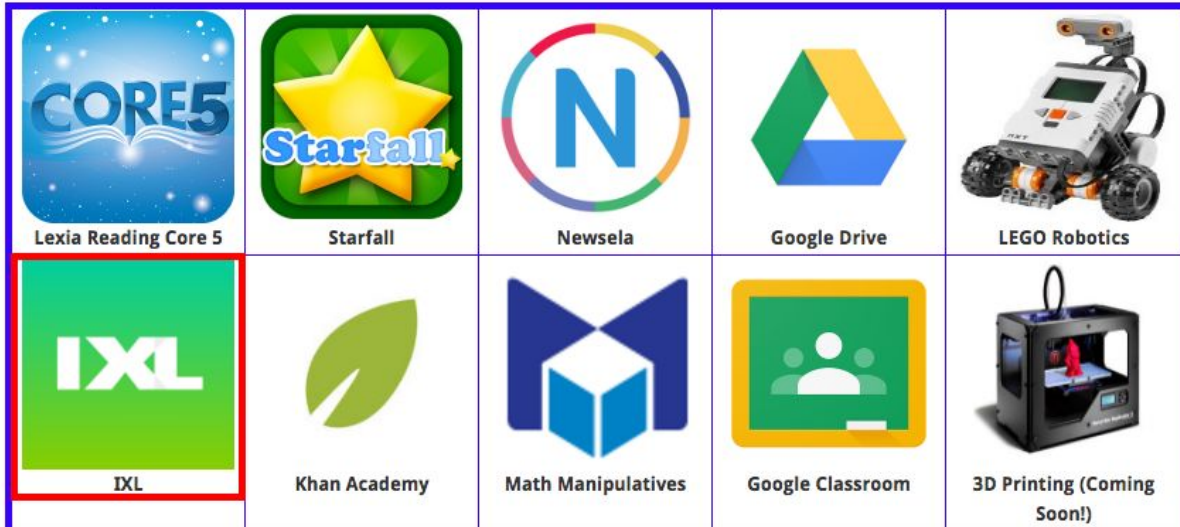 CORE5
Starfall
N
nxt
Lexia Reading Core 5
Starfall
Newsela
Google Drive
LEGO Robotics
IXL
IXL
Khan Academy
Math Manipulatives
Google Classroom
3D Printing (Coming
Soon!)